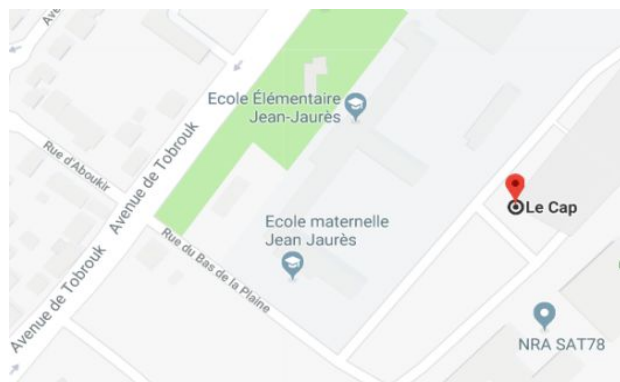 Ecole Élémentaire
Jean-Jaurès
Avenue de Tobrouk
Rue d'Aboukir
Le Cap
Ecole maternelle
Jean Jaurès
Rue du Bas de la Plaine
Avenue de Tobrouk
NRA SAT78